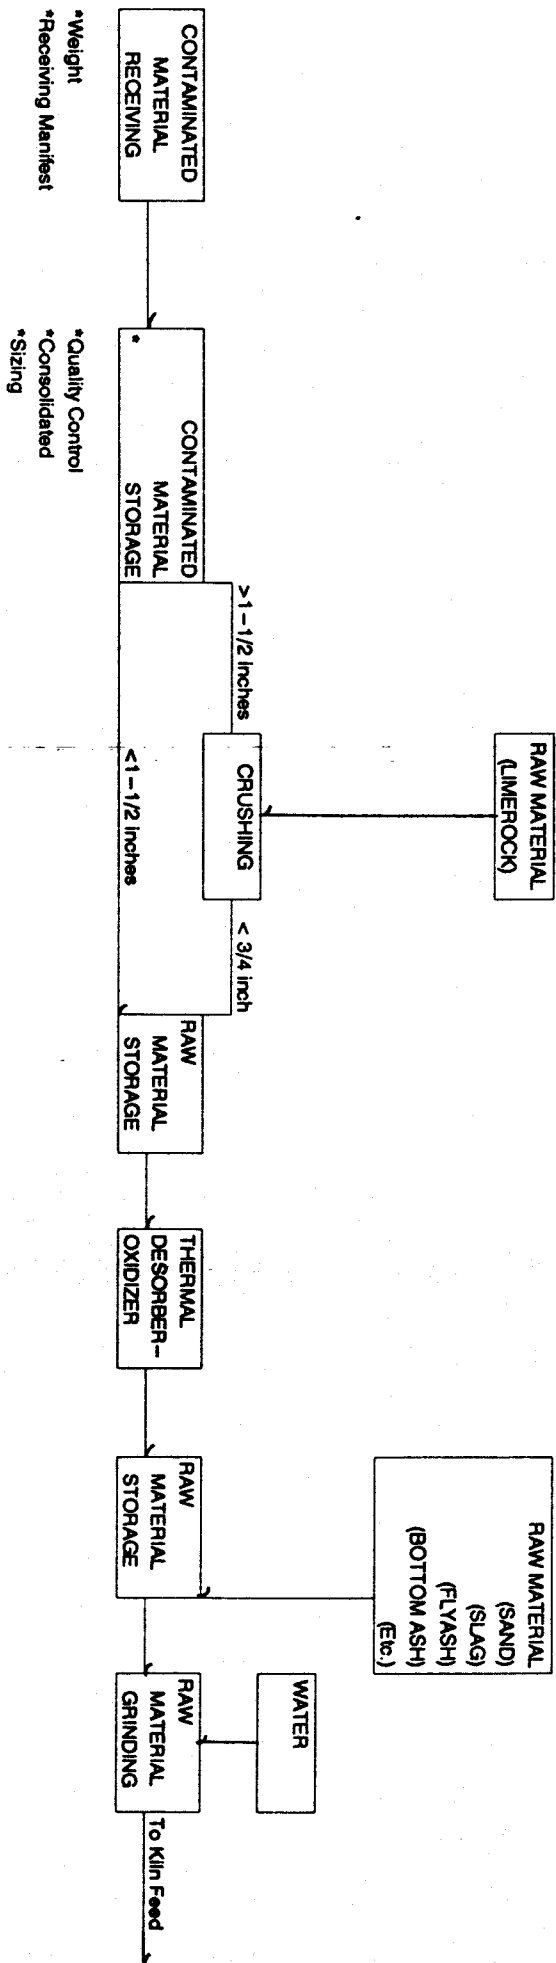 CONTAMINATED
MATERIAL
RECEIVING
*Weight
*Receiving Manifest
*
CONTAMINATED
MATERIAL
STORAGE
*Quality Control
*Consolidated
*Sizing
>1-1/2 inches
<1-1/2 inches
RAW MATERIAL
(LIMEROCK)
CRUSHING
< 3/4 inch
RAW
MATERIAL
STORAGE
THERMAL
DESORBER-
OXIDIZER
RAW MATERIAL
(SAND)
(SLAG)
(FLYASH)
(BOTTOM ASH)
(Etc.)
RAW
MATERIAL
STORAGE
WATER
RAW
MATERIAL
GRINDING
To Kiln Feed